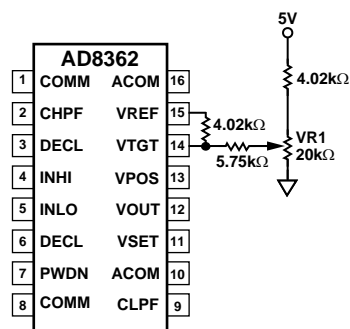 5V
AD8362
4.02kΩ
1 COMM ACOM 16
2 CHPF VREF 15
4.02kΩ
3 DECL VTGT 14
VR1
20kΩ
5.75kΩ
4 INHI VPOS 13
5 INLO VOUT 12
6 DECL VSET 11
7 PWDN ACOM 10
8 COMM CLPF 9